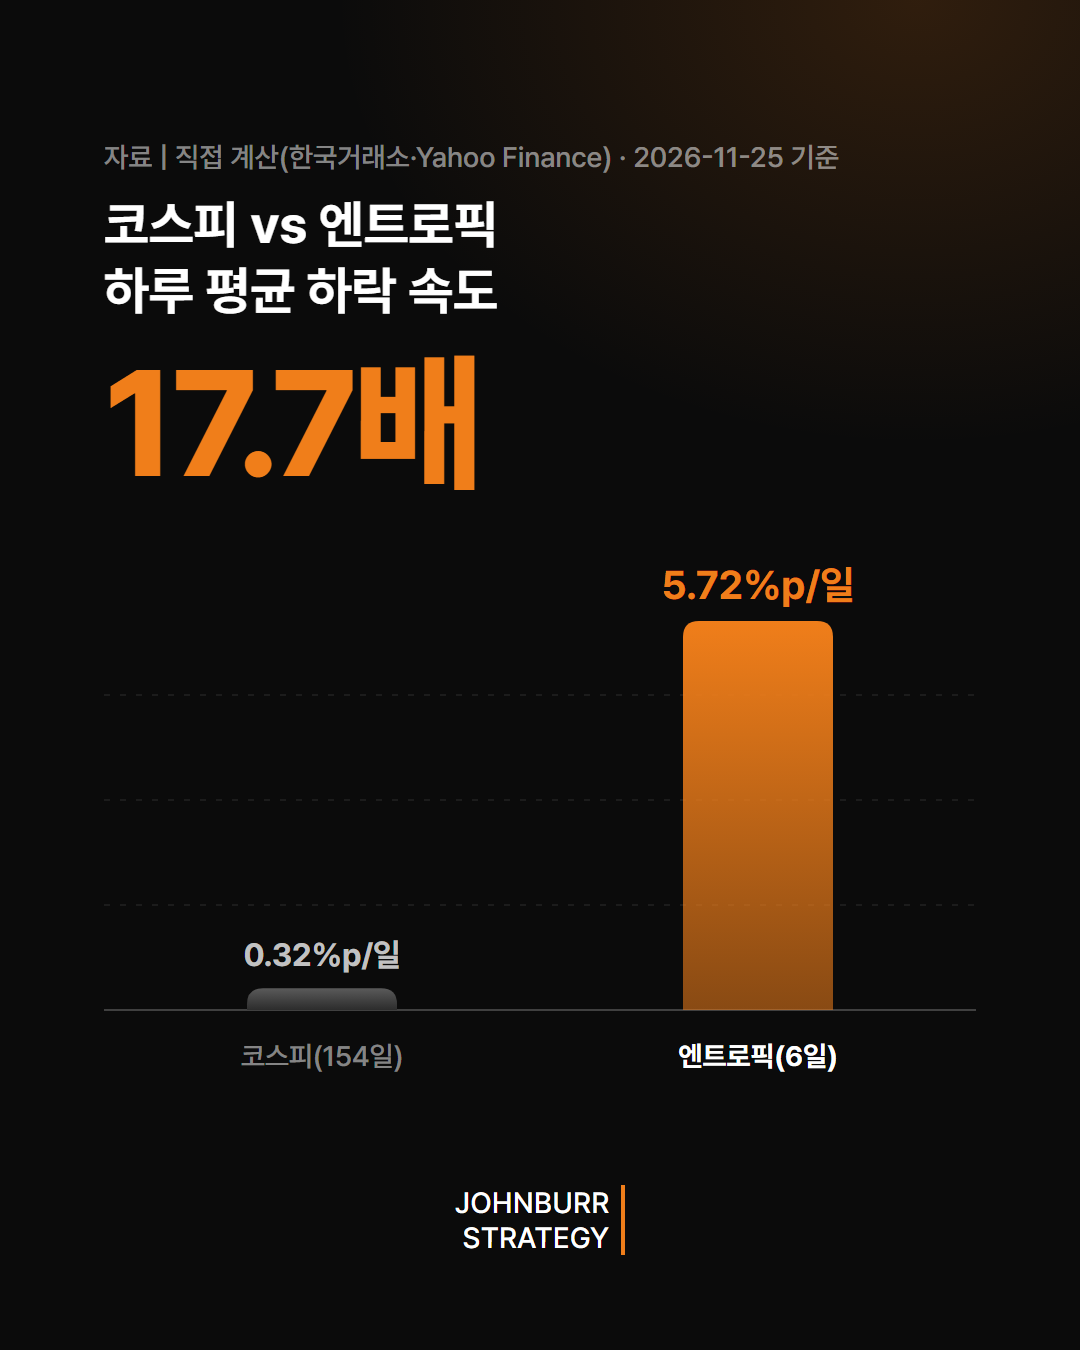 자료 | 직접 계산(한국거래소·Yahoo Finance) · 2026-11-25 기준
코스피 vs 엔트로픽
하루 평균 하락 속도
17.7배
5.72%p/일
0.32%p/일
코스피(154일)
엔트로픽(6일)
JOHNBURR
STRATEGY